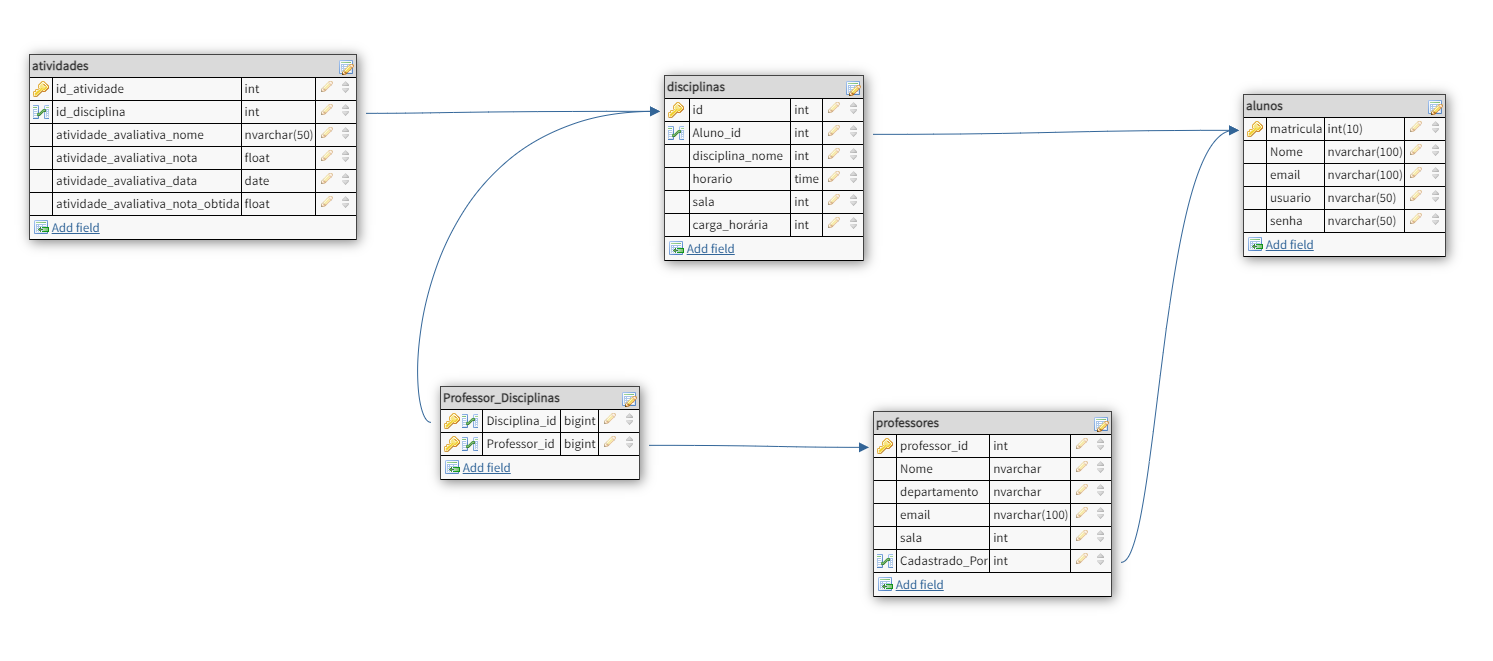 atividades
id_atividade int
id_disciplina int
atividade_avaliativa_nome nvarchar(50)
atividade_avaliativa_nota float
atividade_avaliativa_data date
atividade_avaliativa_nota_obtida float
Add field
disciplinas
id int
Aluno_id int
disciplina_nome int
horario time
sala int
carga_horária int
Add field
alunos
matricula int(10)
Nome nvarchar(100)
email nvarchar(100)
usuario nvarchar(50)
senha nvarchar(50)
Add field
Professor_Disciplinas
Disciplina_id bigint
Professor_id bigint
Add field
professores
professor_id int
Nome nvarchar
departamento nvarchar
email nvarchar(100)
sala int
Cadastrado_Por int
Add field